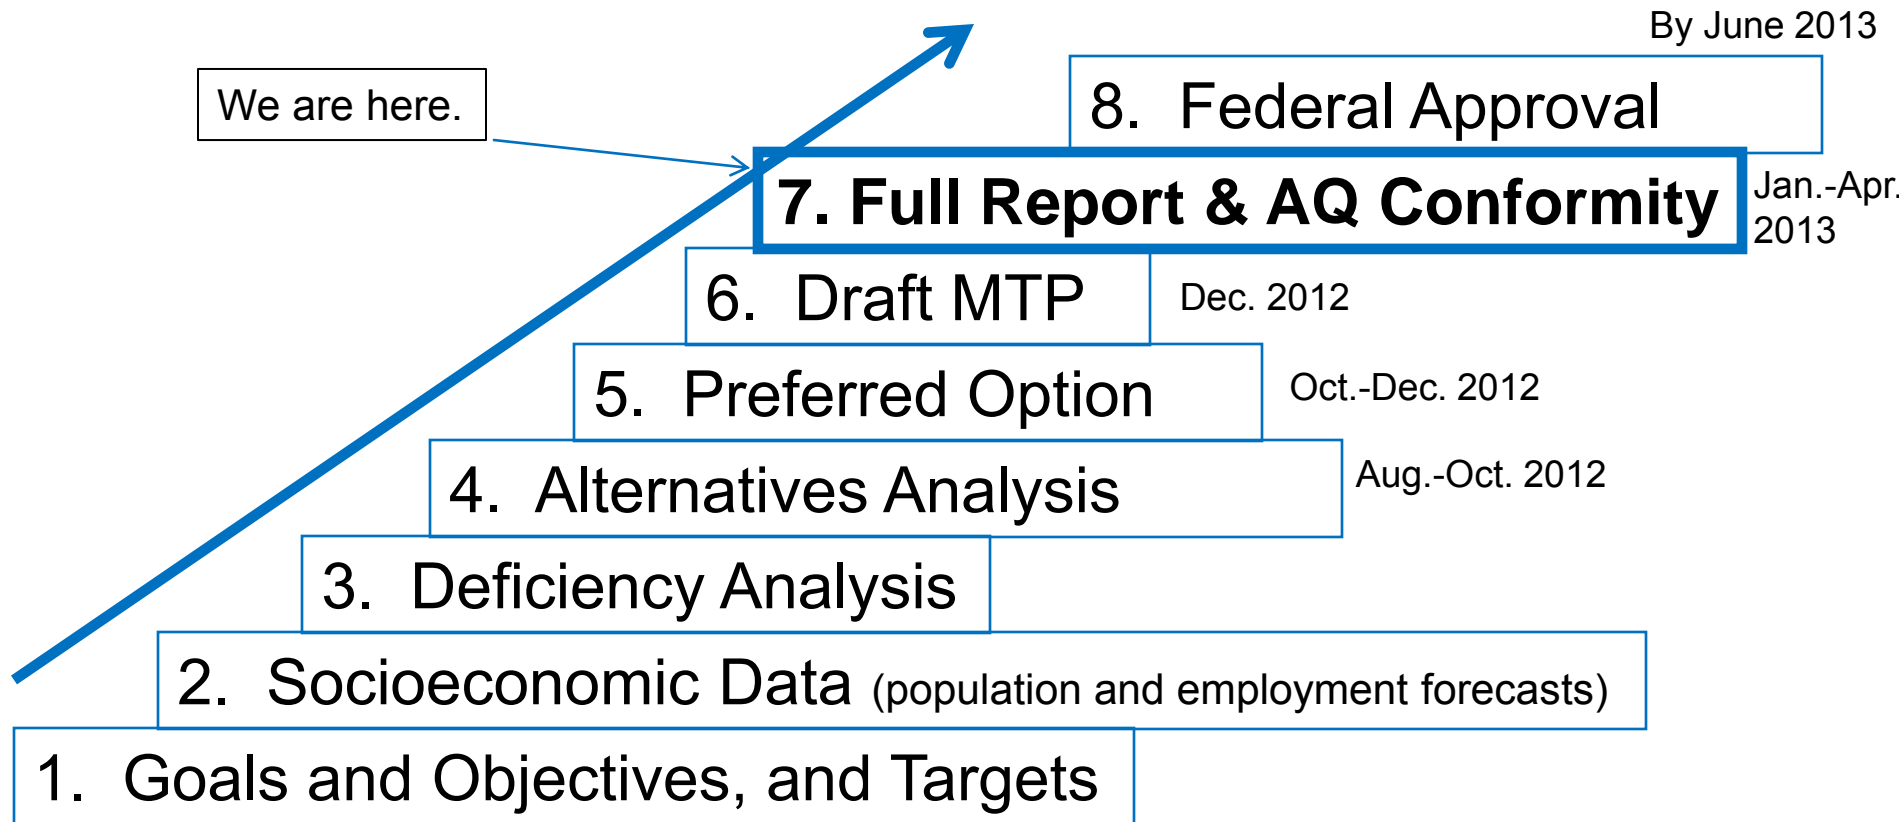 By June 2013
We are here.
8. Federal Approval
7. Full Report & AQ Conformity
Jan.-Apr.
2013
6. Draft MTP
Dec. 2012
5. Preferred Option
Oct.-Dec. 2012
4. Alternatives Analysis
Aug.-Oct. 2012
3. Deficiency Analysis
2. Socioeconomic Data (population and employment forecasts)
1. Goals and Objectives, and Targets